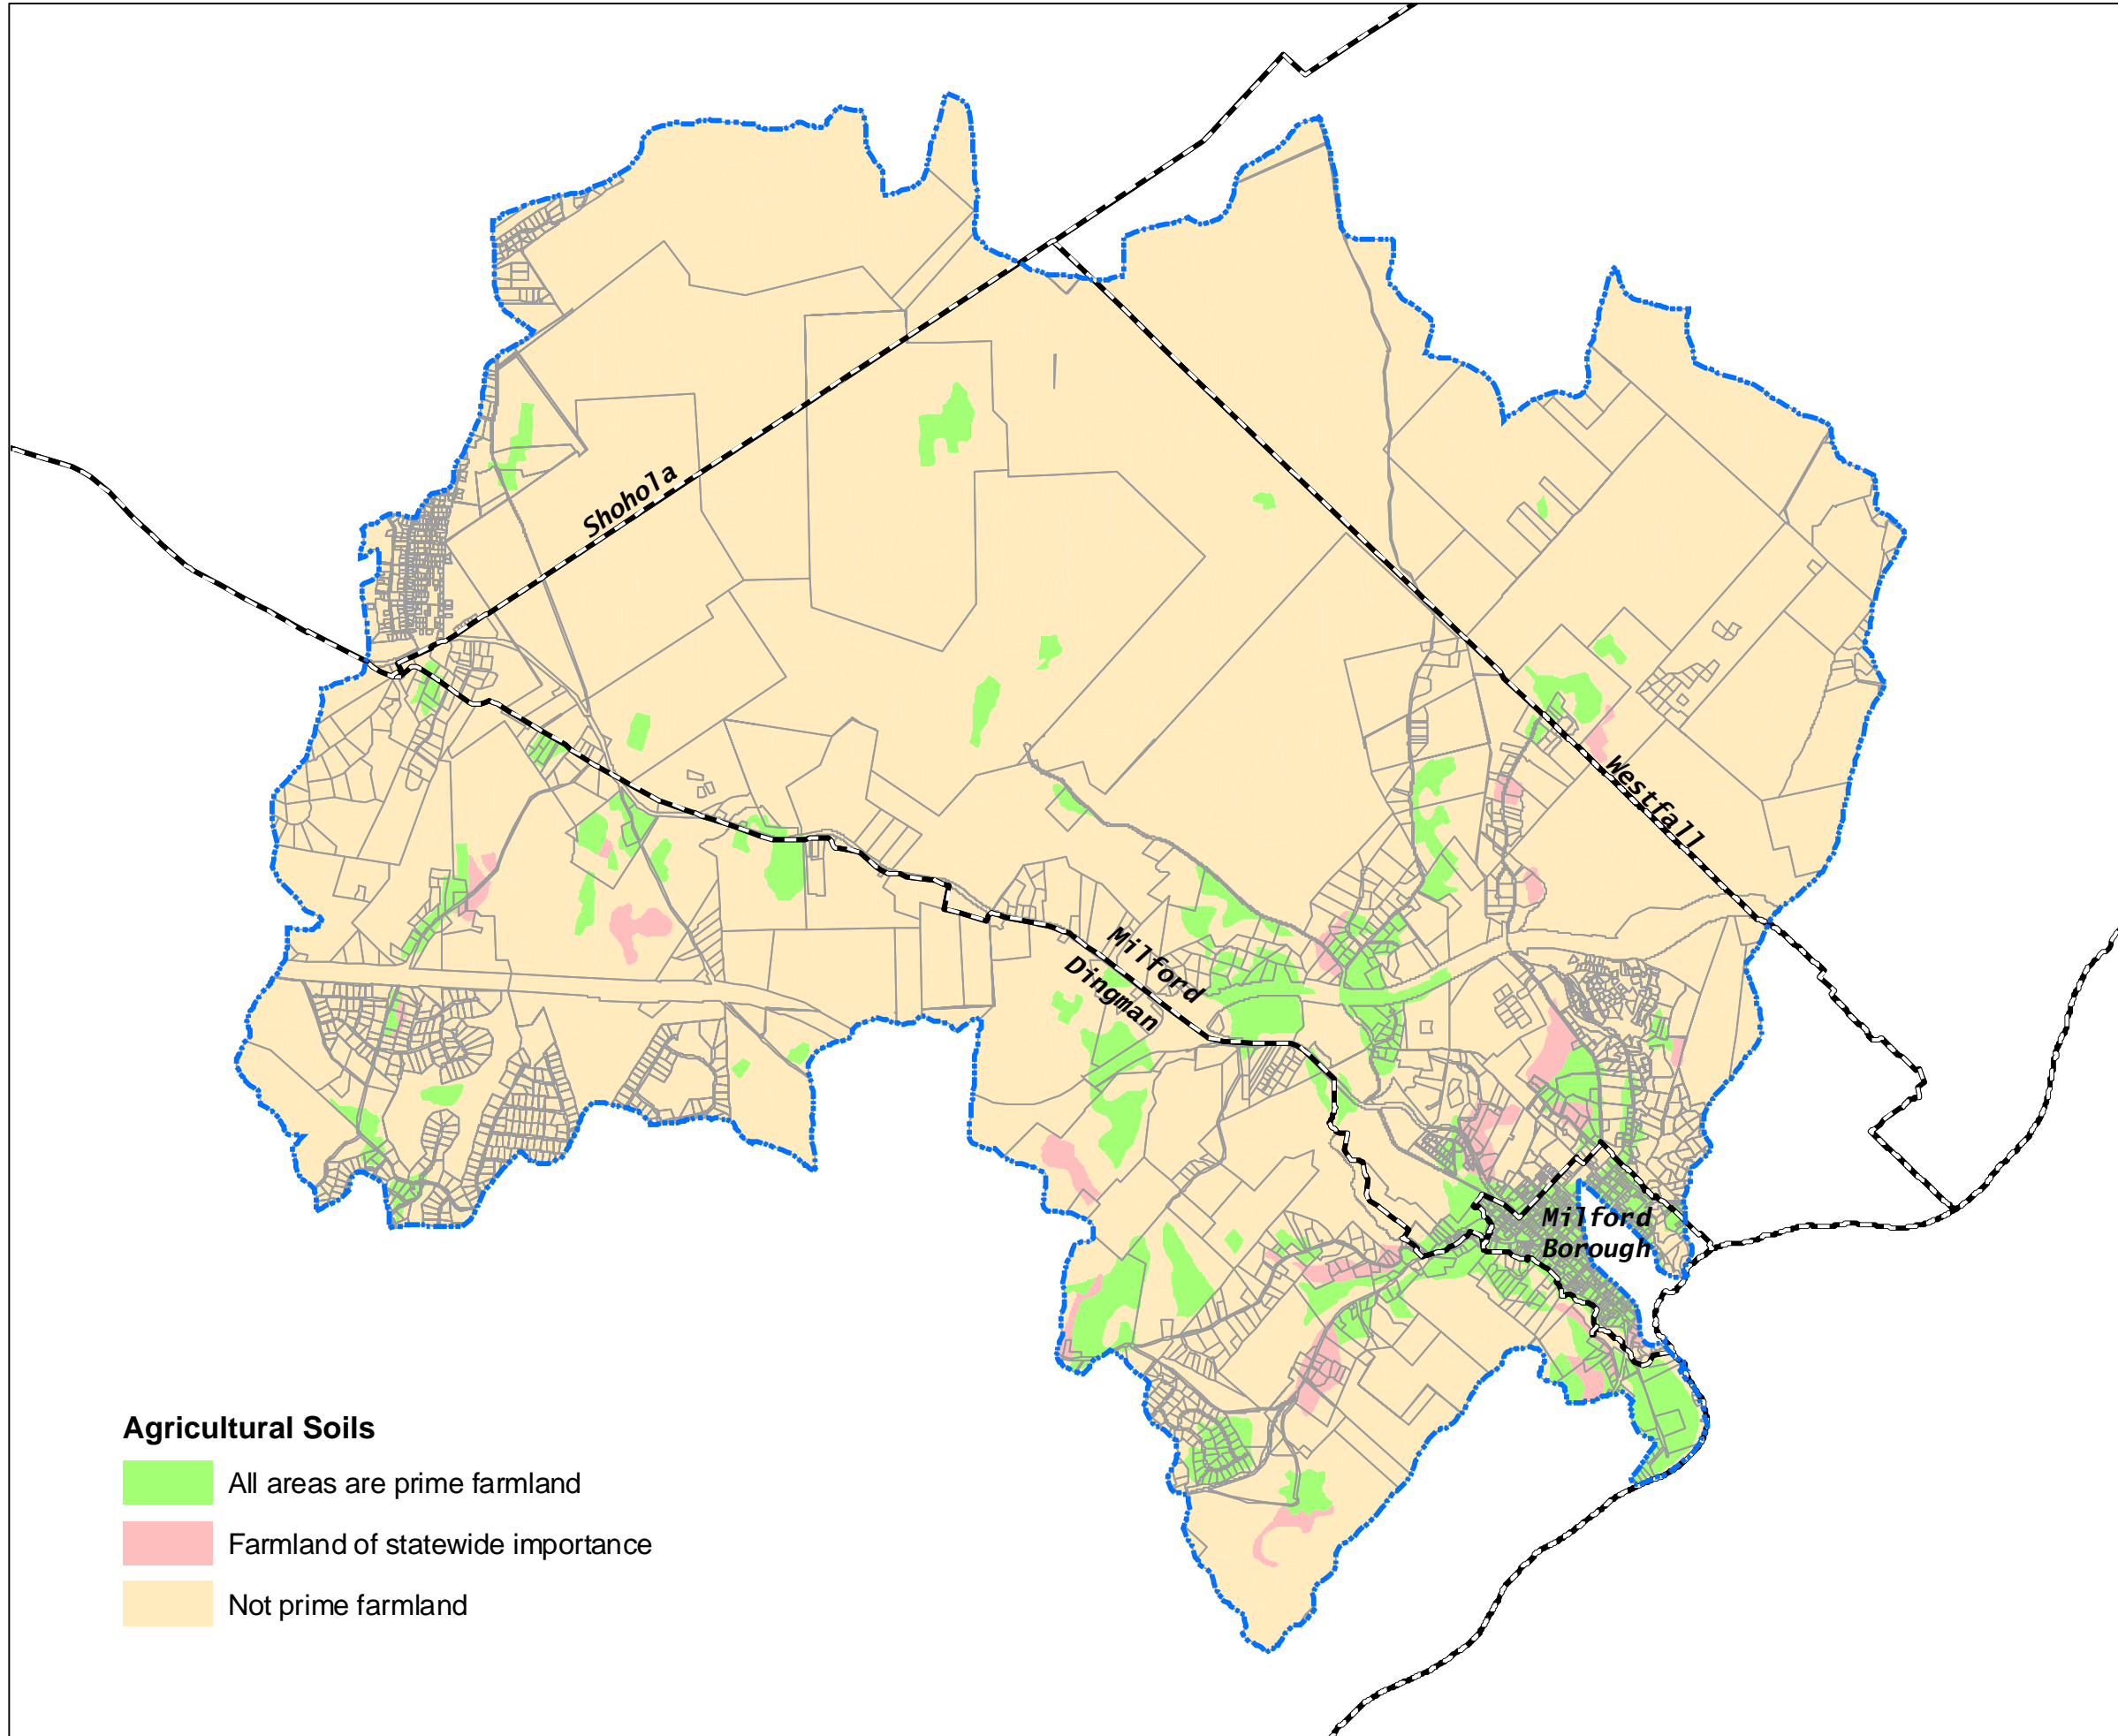 Shohola
Westfall
Milford
Dingman
Milford
Borough
Agricultural Soils
All areas are prime farmland
Farmland of statewide importance
Not prime farmland